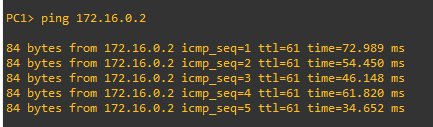 PC1> ping 172.16.0.2
84 bytes from 172.16.0.2 icmp_seq=1 ttl=61 time=72.989 ms
84 bytes from 172.16.0.2 icmp_seq=2 ttl=61 time=54.450 ms
84 bytes from 172.16.0.2 icmp_seq=3 ttl=61 time=46.148 ms
84 bytes from 172.16.0.2 icmp_seq=4 ttl=61 time=61.820 ms
84 bytes from 172.16.0.2 icmp_seq=5 ttl=61 time=34.652 ms